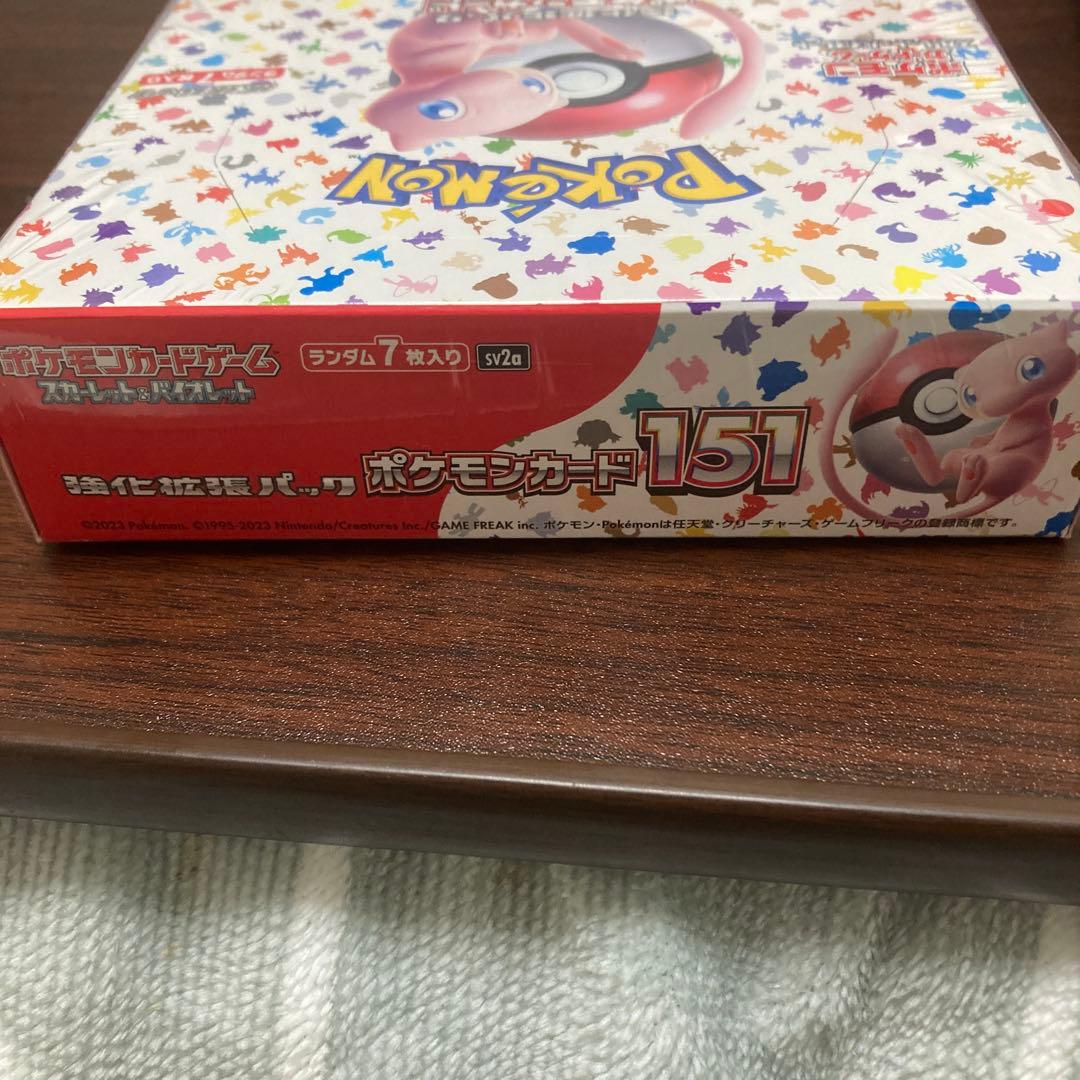 POKéMON
ポケモンカードゲーム
スカーレット&バイオレット
ランダム7枚入り
sv2a
強化拡張パック
ポケモンカード151
©2023 Pokémon. ©1995-2023 Nintendo/Creatures Inc./GAME FREAK inc. ポケモン・Pokémonは任天堂・クリーチャーズ・ゲームフリークの登録商標です。